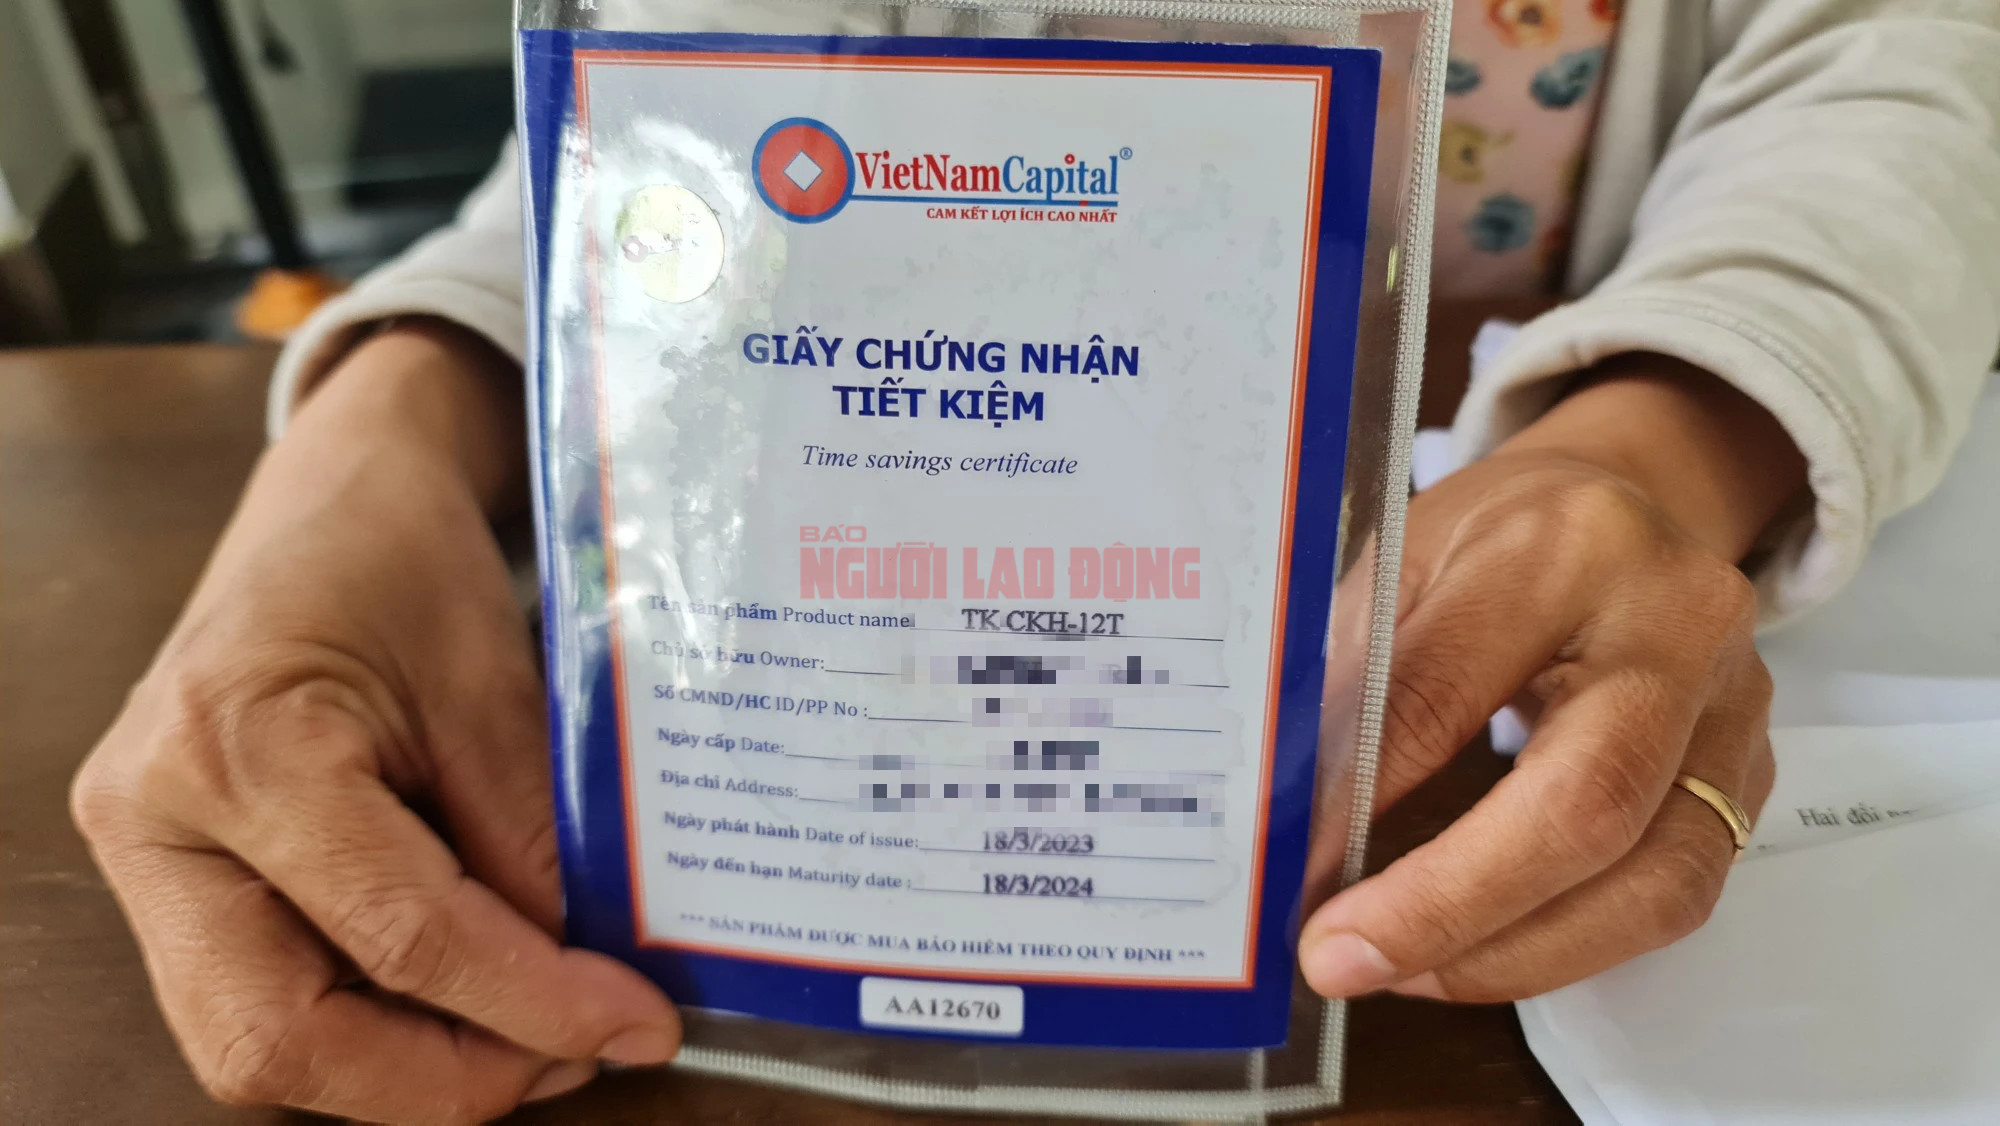 VietNamCapital®
CAM KẾT LỢI ÍCH CAO NHẤT
GIẤY CHỨNG NHẬN
TIẾT KIỆM
Time savings certificate
BÁO
NGƯỜI LAO ĐỘNG
Tên sản phẩm Product name TK CKH-12T
Chủ sở hữu Owner:
Số CMND/HC ID/PP No :
Ngày cấp Date:
Địa chỉ Address:
Ngày phát hành Date of issue: 18/3/2023
Ngày đến hạn Maturity date : 18/3/2024
*** SẢN PHẨM ĐƯỢC MUA BẢO HIỂM THEO QUY ĐỊNH ***
AA12670
Hai đổi